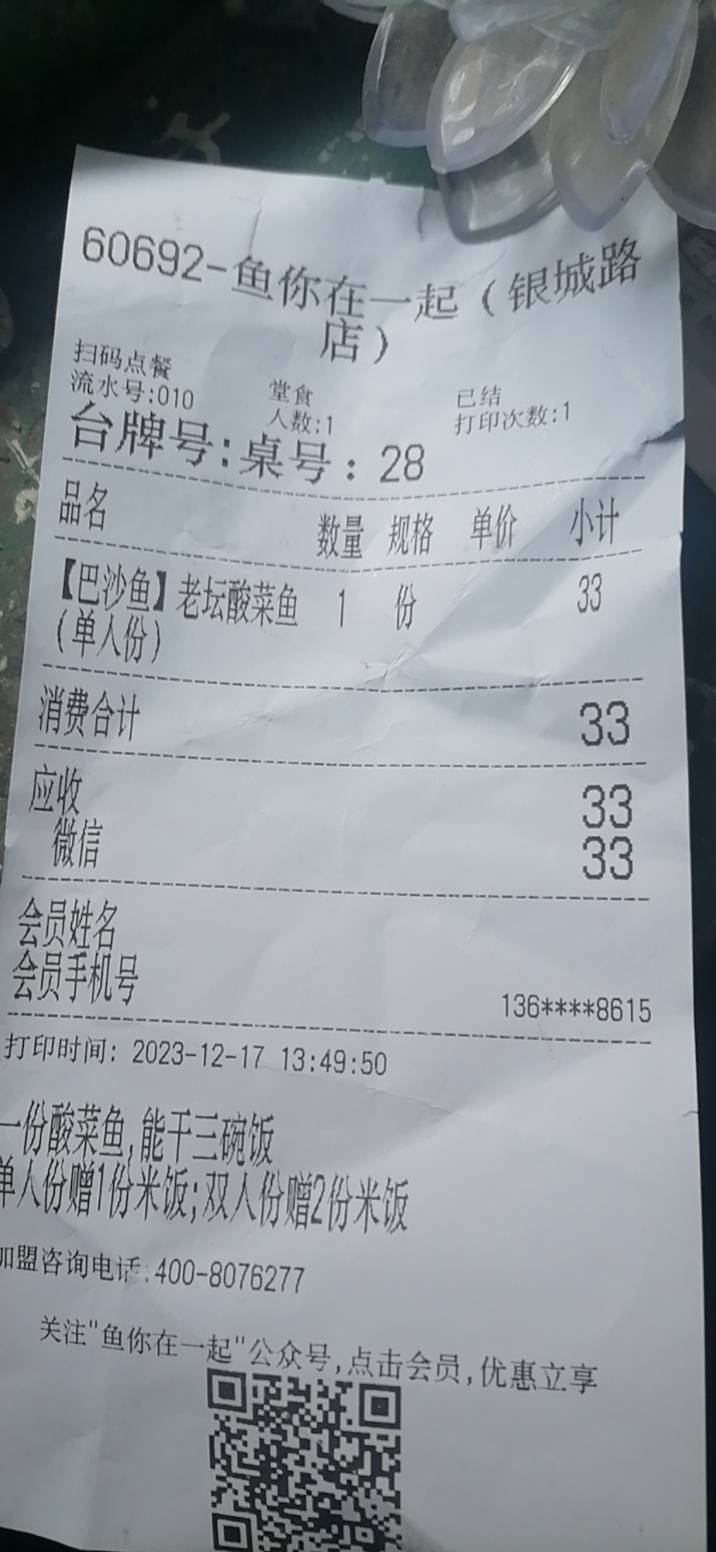 60692-鱼你在一起（银城路
店）
扫码点餐
流水号:010 堂食 已结
人数:1 打印次数:1
台牌号:桌号：28
品名 数量 规格 单价 小计
【巴沙鱼】老坛酸菜鱼 1 份 33
（单人份）
消费合计 33
应收 33
微信 33
会员姓名
会员手机号 136****8615
打印时间: 2023-12-17 13:49:50
一份酸菜鱼,能干三碗饭
单人份赠1份米饭;双人份赠2份米饭
加盟咨询电话:400-8076277
关注"鱼你在一起"公众号,点击会员,优惠立享